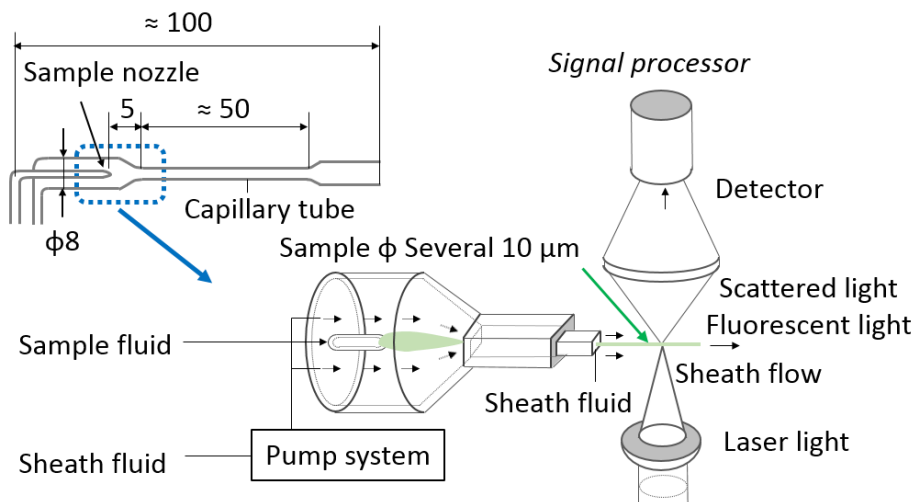 ≈ 100
Sample nozzle
5
≈ 50
Capillary tube
ϕ8
Signal processor
Detector
Sample ϕ Several 10 μm
Scattered light
Fluorescent light
Sample fluid
Sheath flow
Sheath fluid
Laser light
Sheath fluid
Pump system